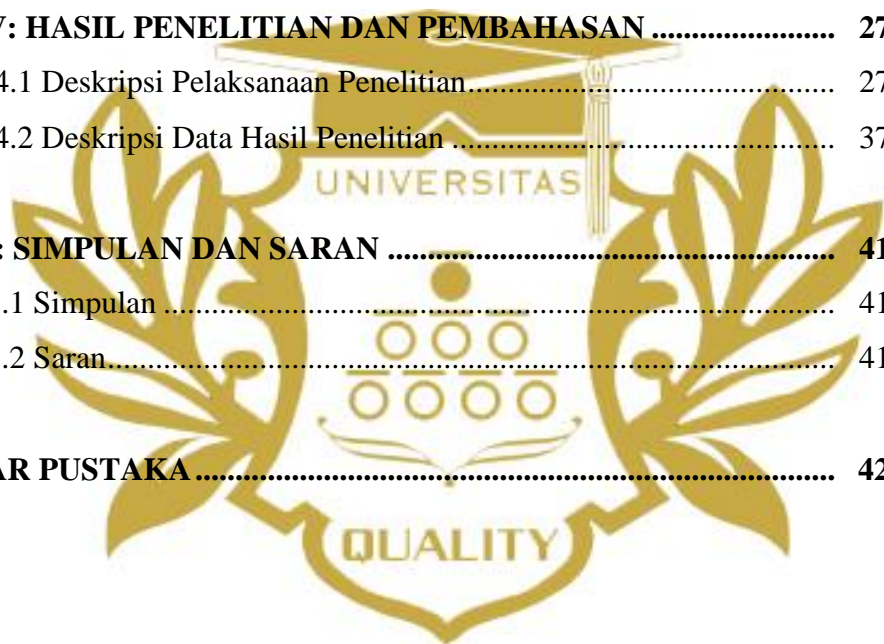 V: HASIL PENELITIAN DAN PEMBAHASAN ....................... 27
4.1 Deskripsi Pelaksanaan Penelitian............................................... 27
4.2 Deskripsi Data Hasil Penelitian ................................................. 37
UNIVERSITAS
: SIMPULAN DAN SARAN ......................................................... 41
.1 Simpulan ..................................................................................... 41
.2 Saran............................................................................................ 41
AR PUSTAKA ................................................................................. 42
QUALITY